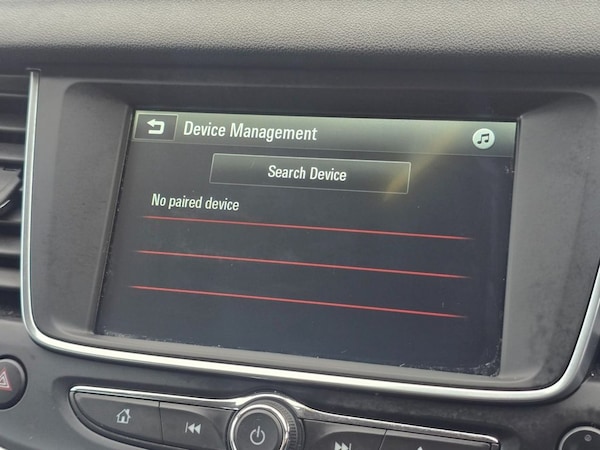 Device Management
Search Device
No paired device